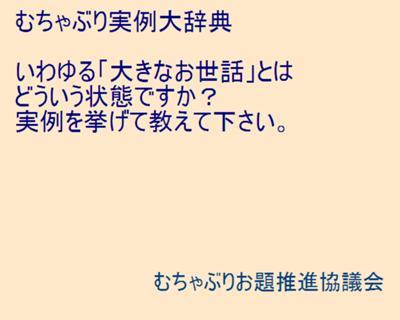 むちゃぶり実例大辞典
いわゆる「大きなお世話」とは
どういう状態ですか？
実例を挙げて教えて下さい。
むちゃぶりお題推進協議会